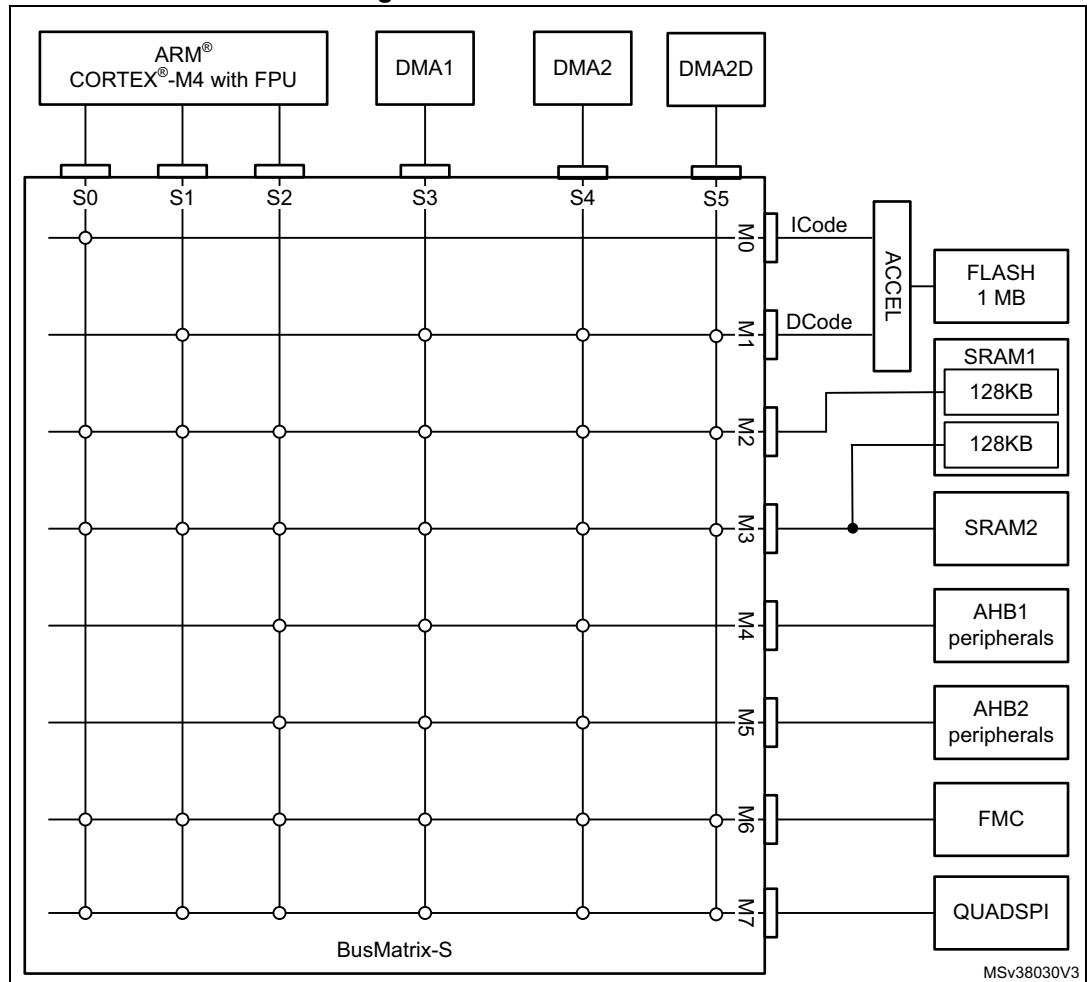 ARM®
CORTEX®-M4 with FPU
DMA1
DMA2
DMA2D
S0
S1
S2
S3
S4
S5
M0
ICode
ACCEL
FLASH
1 MB
M1
DCode
SRAM1
128KB
M2
128KB
M3
SRAM2
M4
AHB1
peripherals
M5
AHB2
peripherals
M6
FMC
M7
QUADSPI
BusMatrix-S
MSv38030V3